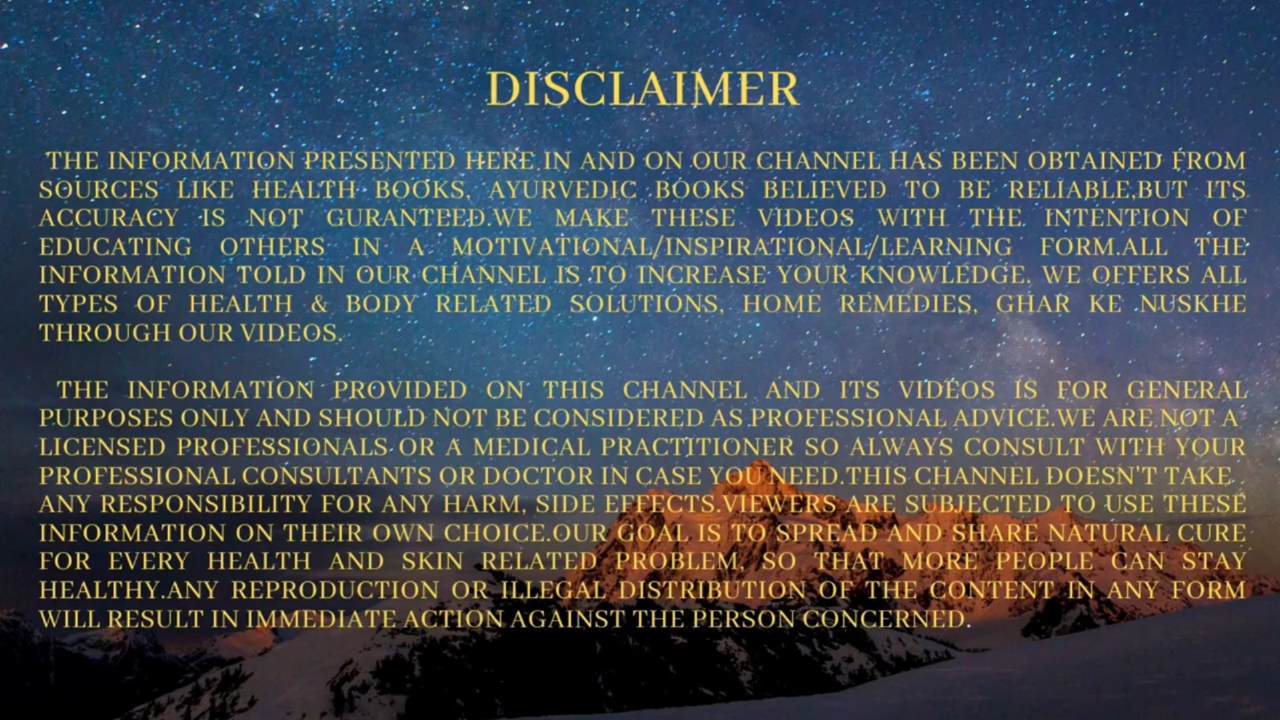 DISCLAIMER
THE INFORMATION PRESENTED HERE IN AND ON OUR CHANNEL HAS BEEN OBTAINED FROM
SOURCES LIKE HEALTH BOOKS, AYURVEDIC BOOKS BELIEVED TO BE RELIABLE,BUT ITS
ACCURACY IS NOT GURANTEED.WE MAKE THESE VIDEOS WITH THE INTENTION OF
EDUCATING OTHERS IN A MOTIVATIONAL/INSPIRATIONAL/LEARNING FORM.ALL THE
INFORMATION TOLD IN OUR CHANNEL IS TO INCREASE YOUR KNOWLEDGE. WE OFFERS ALL
TYPES OF HEALTH & BODY RELATED SOLUTIONS, HOME REMEDIES, GHAR KE NUSKHE
THROUGH OUR VIDEOS.
THE INFORMATION PROVIDED ON THIS CHANNEL AND ITS VIDEOS IS FOR GENERAL
PURPOSES ONLY AND SHOULD NOT BE CONSIDERED AS PROFESSIONAL ADVICE.WE ARE NOT A
LICENSED PROFESSIONALS OR A MEDICAL PRACTITIONER SO ALWAYS CONSULT WITH YOUR
PROFESSIONAL CONSULTANTS OR DOCTOR IN CASE YOU NEED.THIS CHANNEL DOESN'T TAKE
ANY RESPONSIBILITY FOR ANY HARM, SIDE EFFECTS.VIEWERS ARE SUBJECTED TO USE THESE
INFORMATION ON THEIR OWN CHOICE.OUR GOAL IS TO SPREAD AND SHARE NATURAL CURE
FOR EVERY HEALTH AND SKIN RELATED PROBLEM, SO THAT MORE PEOPLE CAN STAY
HEALTHY.ANY REPRODUCTION OR ILLEGAL DISTRIBUTION OF THE CONTENT IN ANY FORM
WILL RESULT IN IMMEDIATE ACTION AGAINST THE PERSON CONCERNED.